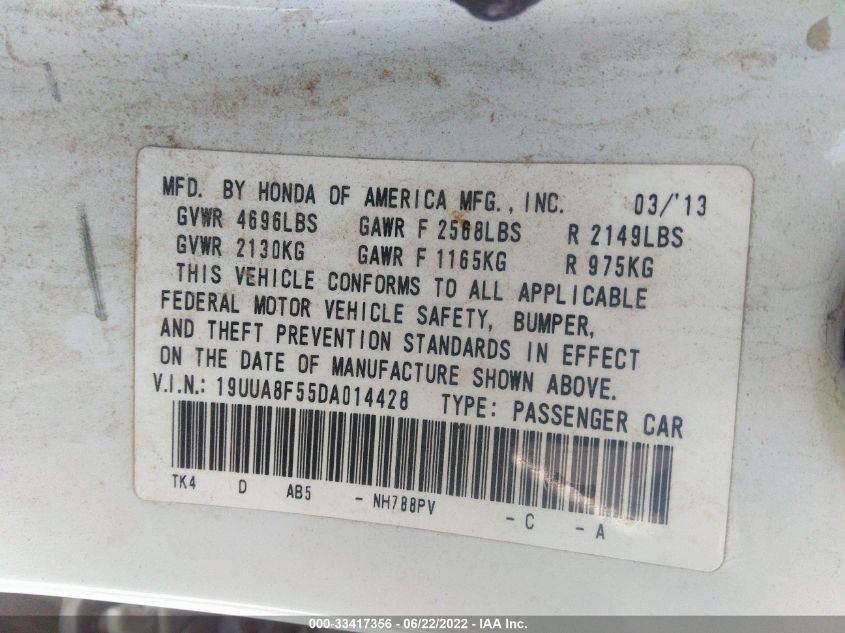 MFD. BY HONDA OF AMERICA MFG., INC. 03/'13
GVWR 4696LBS GAWR F 2568LBS R 2149LBS
GVWR 2130KG GAWR F 1165KG R 975KG
THIS VEHICLE CONFORMS TO ALL APPLICABLE
FEDERAL MOTOR VEHICLE SAFETY, BUMPER,
AND THEFT PREVENTION STANDARDS IN EFFECT
ON THE DATE OF MANUFACTURE SHOWN ABOVE.
V.I.N.: 19UUA8F55DA014428 TYPE: PASSENGER CAR
TK4 D AB5 - NH788PV - C - A
000-33417356 - 06/22/2022 - IAA Inc.